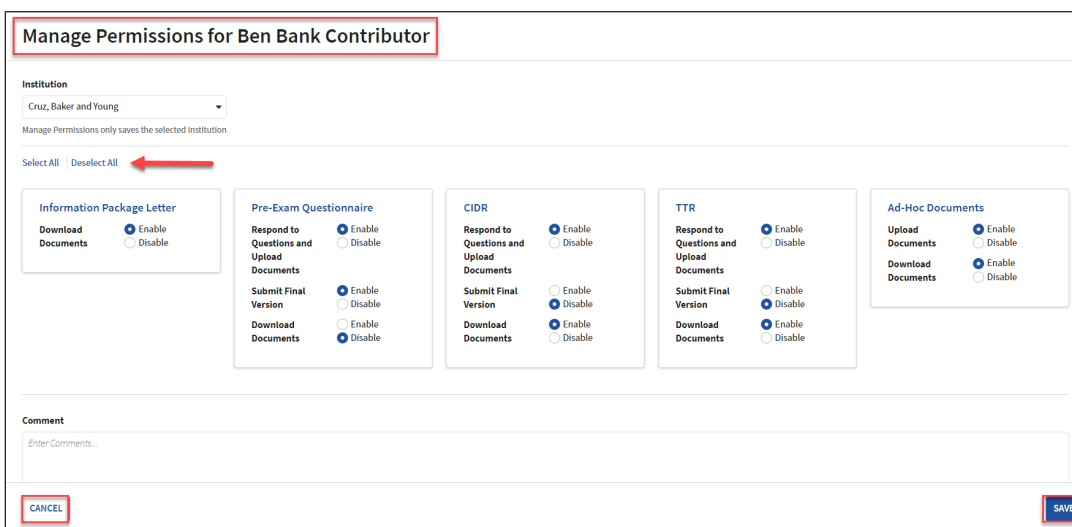 Manage Permissions for Ben Bank Contributor
Institution
Cruz, Baker and Young
Manage Permissions only saves the selected Institution
Select All Deselect All
Information Package Letter
Download Documents
Enable
Disable
Pre-Exam Questionnaire
Respond to
Questions and
Upload
Documents
Enable
Disable
Submit Final
Version
Enable
Disable
Download
Documents
Enable
Disable
CIDR
Respond to
Questions and
Upload
Documents
Enable
Disable
Submit Final
Version
Enable
Disable
Download
Documents
Enable
Disable
TTR
Respond to
Questions and
Upload
Documents
Enable
Disable
Submit Final
Version
Enable
Disable
Download
Documents
Enable
Disable
Ad-Hoc Documents
Upload
Documents
Enable
Disable
Download
Documents
Enable
Disable
Comment
Enter Comments...
CANCEL
SAVE